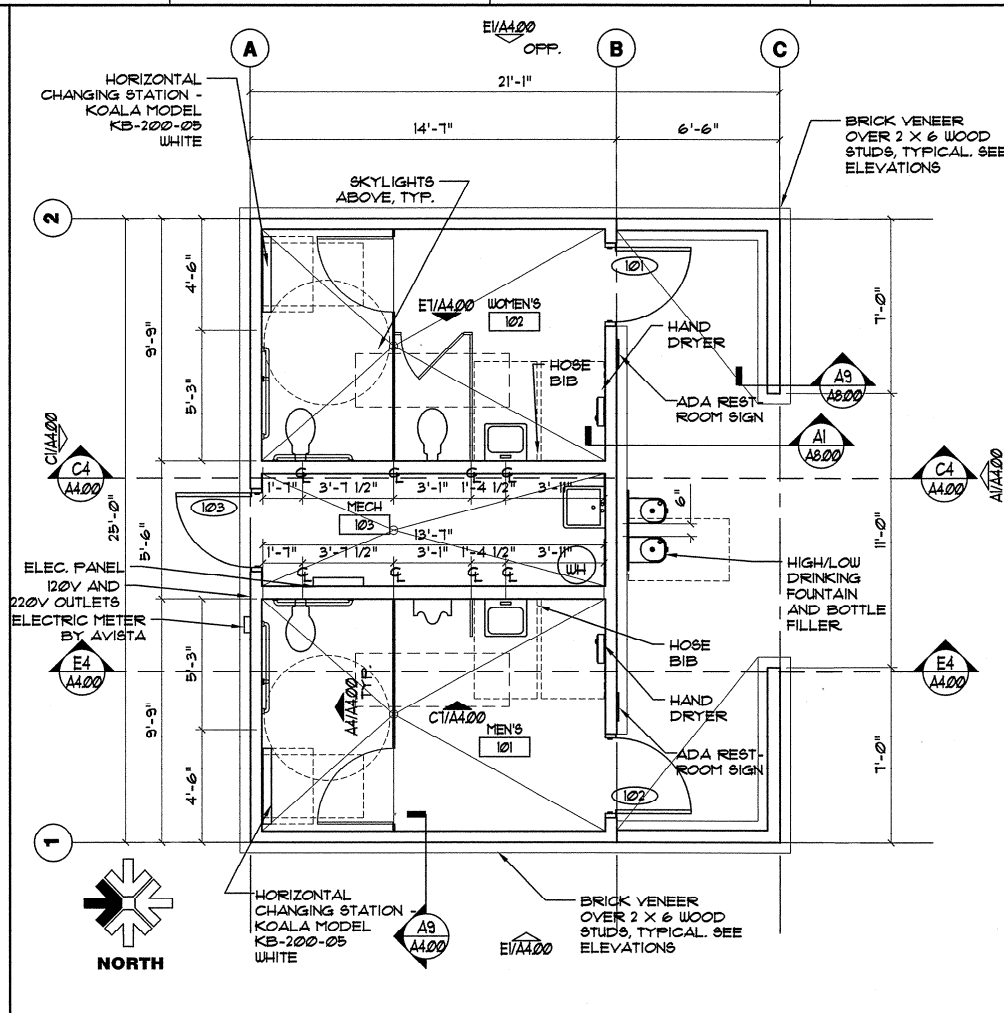 E1/A4.00
OPP.
A
B
C
21'-1"
14'-7"
6'-6"
HORIZONTAL
CHANGING STATION -
KOALA MODEL
KB-200-05
WHITE
BRICK VENEER
OVER 2 X 6 WOOD
STUDS, TYPICAL. SEE
ELEVATIONS
SKYLIGHTS
ABOVE, TYP.
2
4'-6"
9'-9"
5'-3"
7'-0"
101
E7/A4.00
WOMEN'S
102
HAND
DRYER
HOSE
BIB
ADA REST-
ROOM SIGN
A9
A8.00
A1
A8.00
C1/A4.00
C4
A4.00
C4
A4.00
A1/A4.00
1'-7"
3'-7 1/2"
3'-1"
1'-4 1/2"
3'-11"
103
MECH
103
13'-7"
6"
25'-0"
5'-6"
11'-0"
1'-7"
3'-7 1/2"
3'-1"
1'-4 1/2"
3'-11"
WH
ELEC. PANEL
120V AND
220V OUTLETS
ELECTRIC METER
BY AVISTA
HIGH/LOW
DRINKING
FOUNTAIN
AND BOTTLE
FILLER
HOSE
BIB
E4
A4.00
E4
A4.00
5'-3"
9'-9"
4'-6"
A4/A4.00
TYP.
C7/A4.00
MEN'S
101
HAND
DRYER
ADA REST-
ROOM SIGN
7'-0"
102
1
HORIZONTAL
CHANGING STATION -
KOALA MODEL
KB-200-05
WHITE
A9
A4.00
E1/A4.00
BRICK VENEER
OVER 2 X 6 WOOD
STUDS, TYPICAL. SEE
ELEVATIONS
NORTH